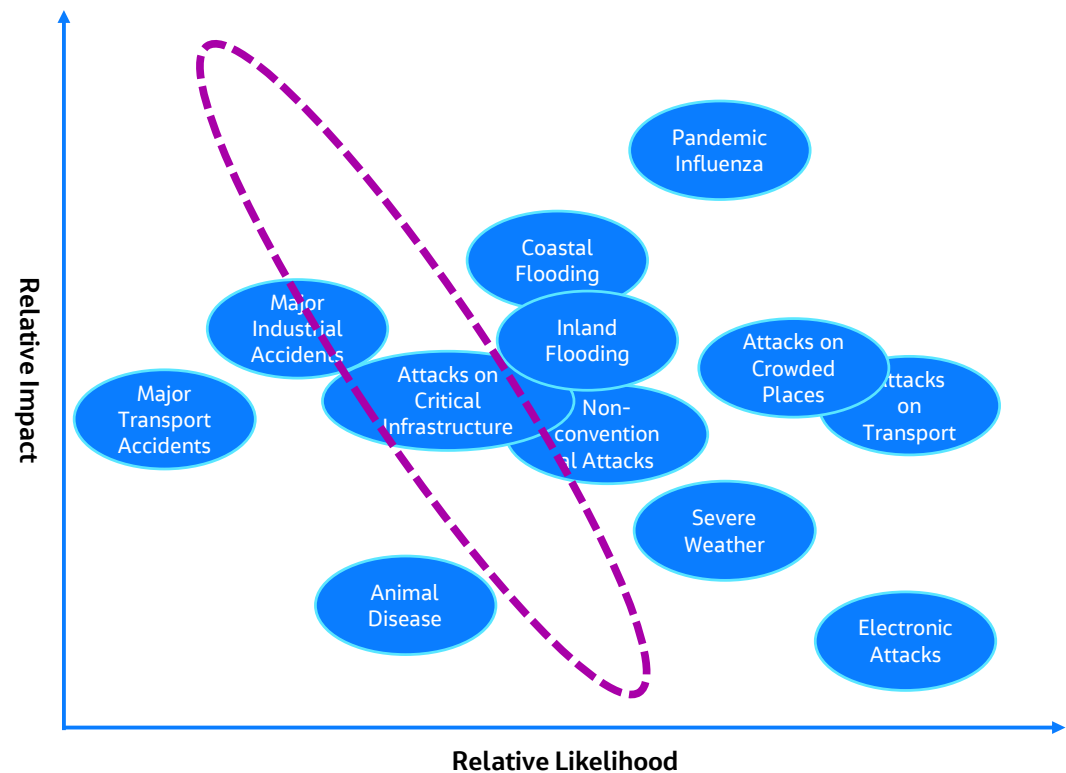 Pandemic
Influenza
Coastal
Flooding
Major
Industrial
Accidents
Inland
Flooding
Attacks on
Crowded
Places
Attacks on
Critical
Infrastructure
ttacks
on
Transport
Major
Transport
Accidents
Non-
convention
al Attacks
Severe
Weather
Animal
Disease
Electronic
Attacks
Relative Impact
Relative Likelihood